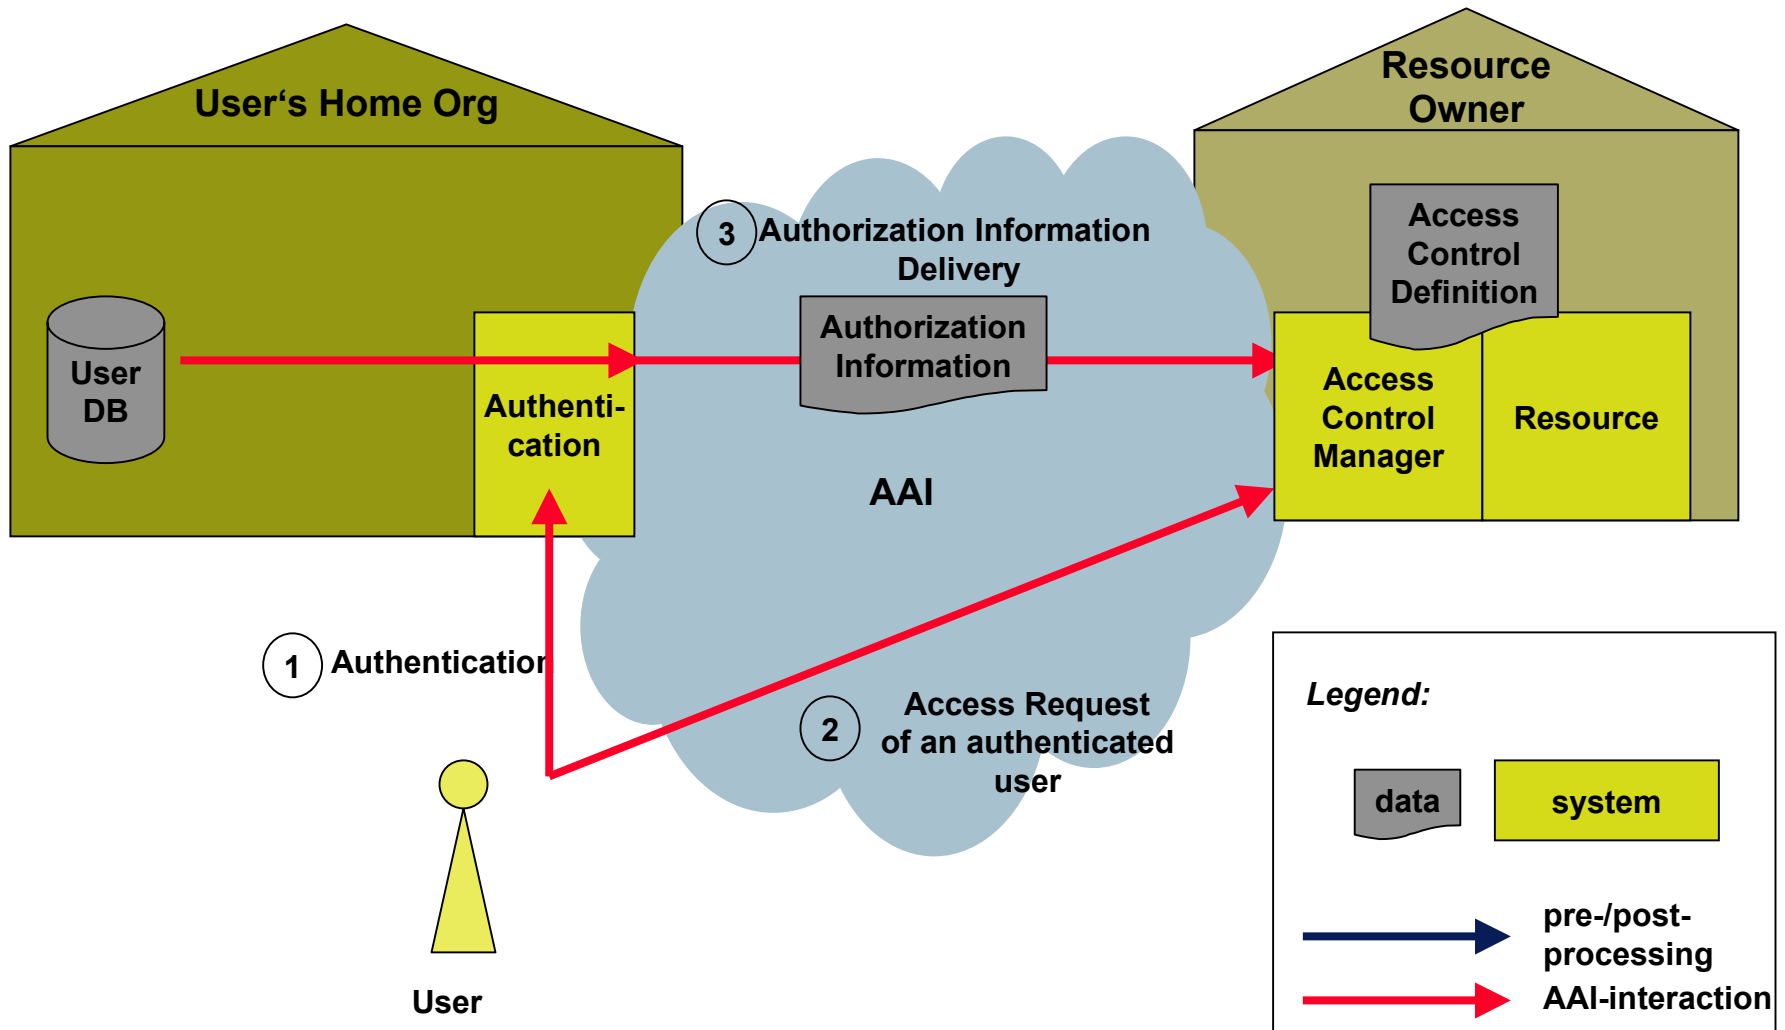 User‘s Home Org
Resource
Owner
3
Authorization Information
Delivery
Access
Control
Definition
Authorization
Information
User
DB
Authenti-
cation
Access
Control
Manager
Resource
AAI
1
Authentication
2
Access Request
of an authenticated
user
User
Legend:
data
system
pre-/post-
processing
AAI-interaction